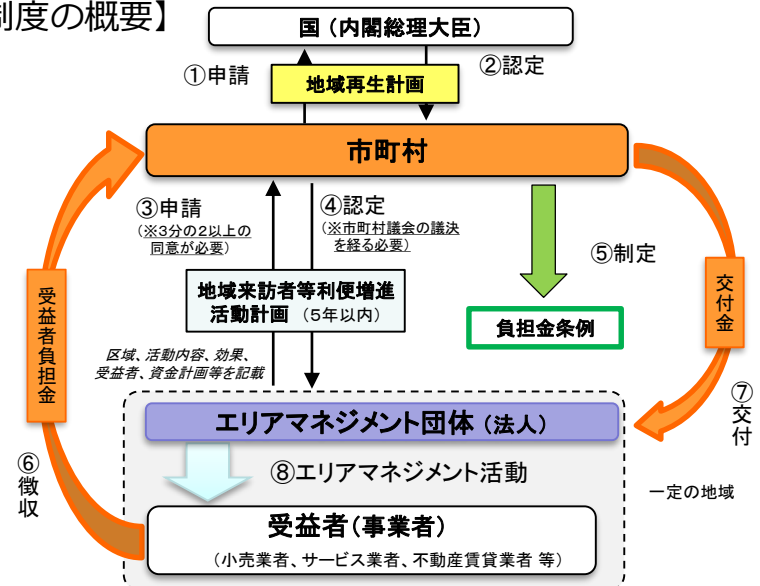 制度の概要】
国（内閣総理大臣）
①申請
②認定
地域再生計画
市町村
③申請
（※3分の2以上の
同意が必要）
④認定
（※市町村議会の議決
を経る必要）
⑤制定
地域来訪者等利便増進
活動計画（5年以内）
負担金条例
区域、活動内容、効果、
受益者、資金計画等を記載
受益者負担金
交付金
⑦交付
エリアマネジメント団体（法人）
⑧エリアマネジメント活動
⑥徴収
一定の地域
受益者（事業者）
（小売業者、サービス業者、不動産賃貸業者 等）